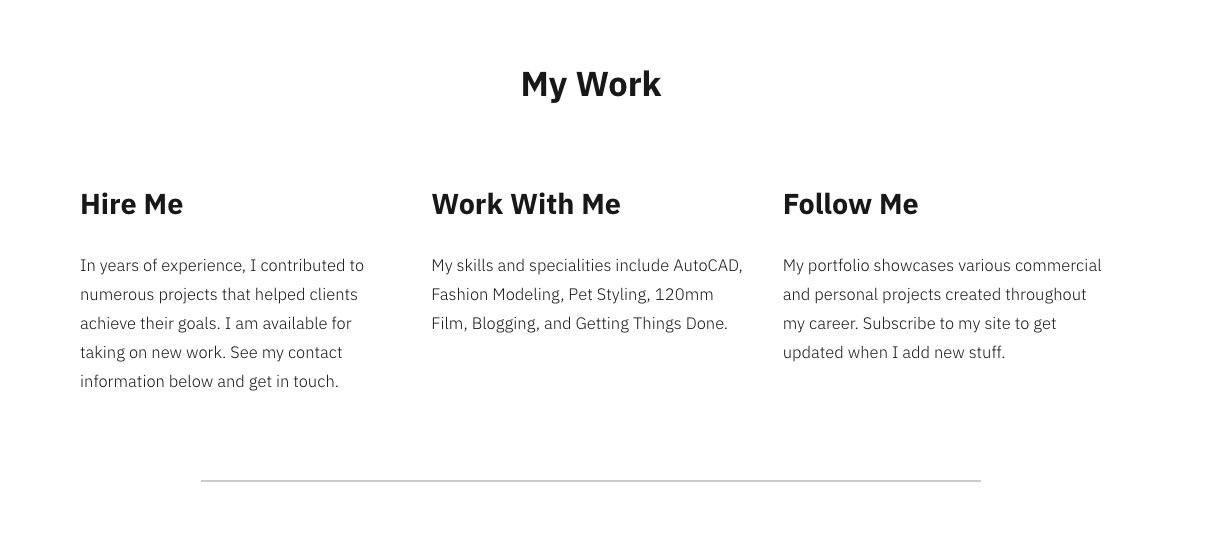 My Work
Hire Me
In years of experience, I contributed to
numerous projects that helped clients
achieve their goals. I am available for
taking on new work. See my contact
information below and get in touch.
Work With Me
My skills and specialities include AutoCAD,
Fashion Modeling, Pet Styling, 120mm
Film, Blogging, and Getting Things Done.
Follow Me
My portfolio showcases various commercial
and personal projects created throughout
my career. Subscribe to my site to get
updated when I add new stuff.